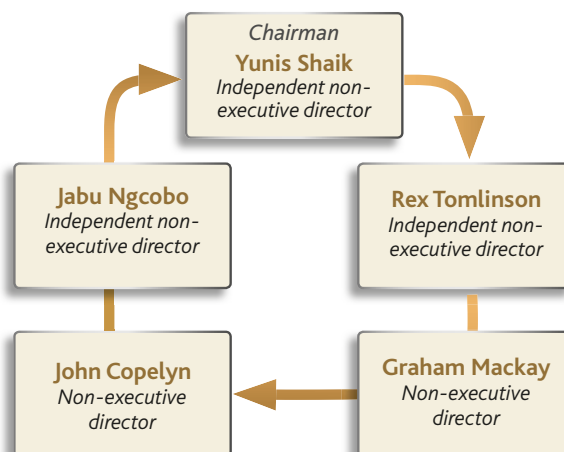 Chairman
Yunis Shaik
Independent non-
executive director
Jabu Ngcobo
Independent non-
executive director
Rex Tomlinson
Independent non-
executive director
John Copelyn
Non-executive
director
Graham Mackay
Non-executive
director